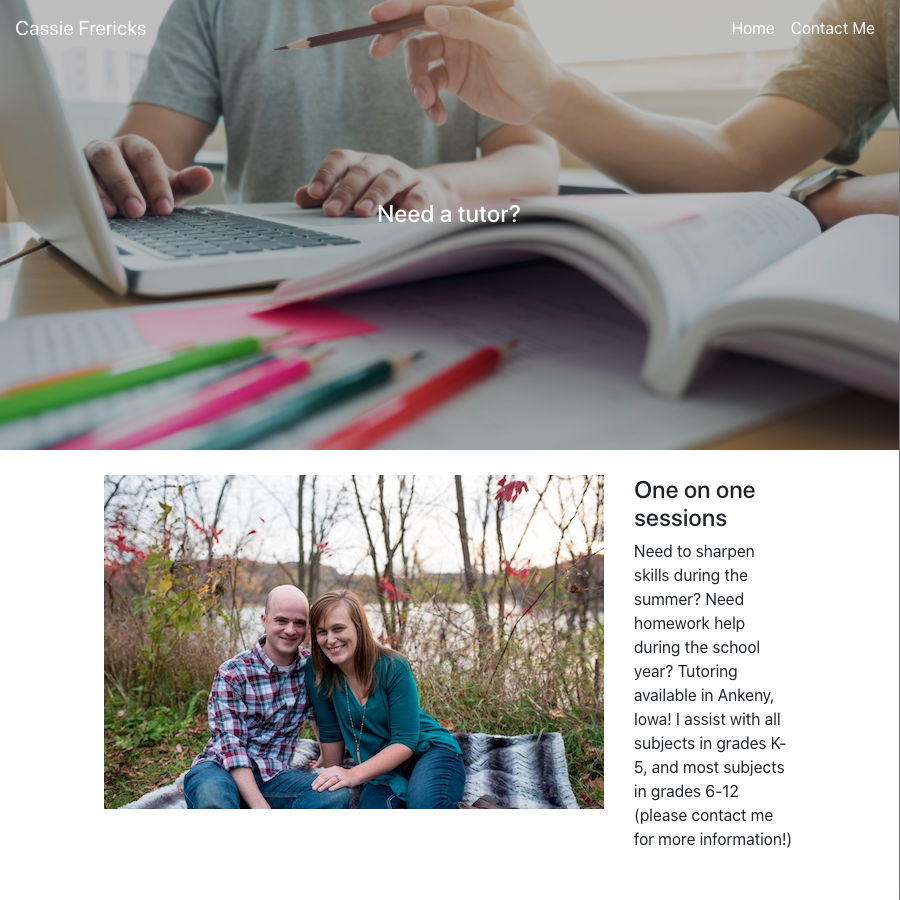 Cassie Frericks
Home Contact Me
Need a tutor?
One on one
sessions
Need to sharpen
skills during the
summer? Need
homework help
during the school
year? Tutoring
available in Ankeny,
Iowa! I assist with all
subjects in grades K-
5, and most subjects
in grades 6-12
(please contact me
for more information!)